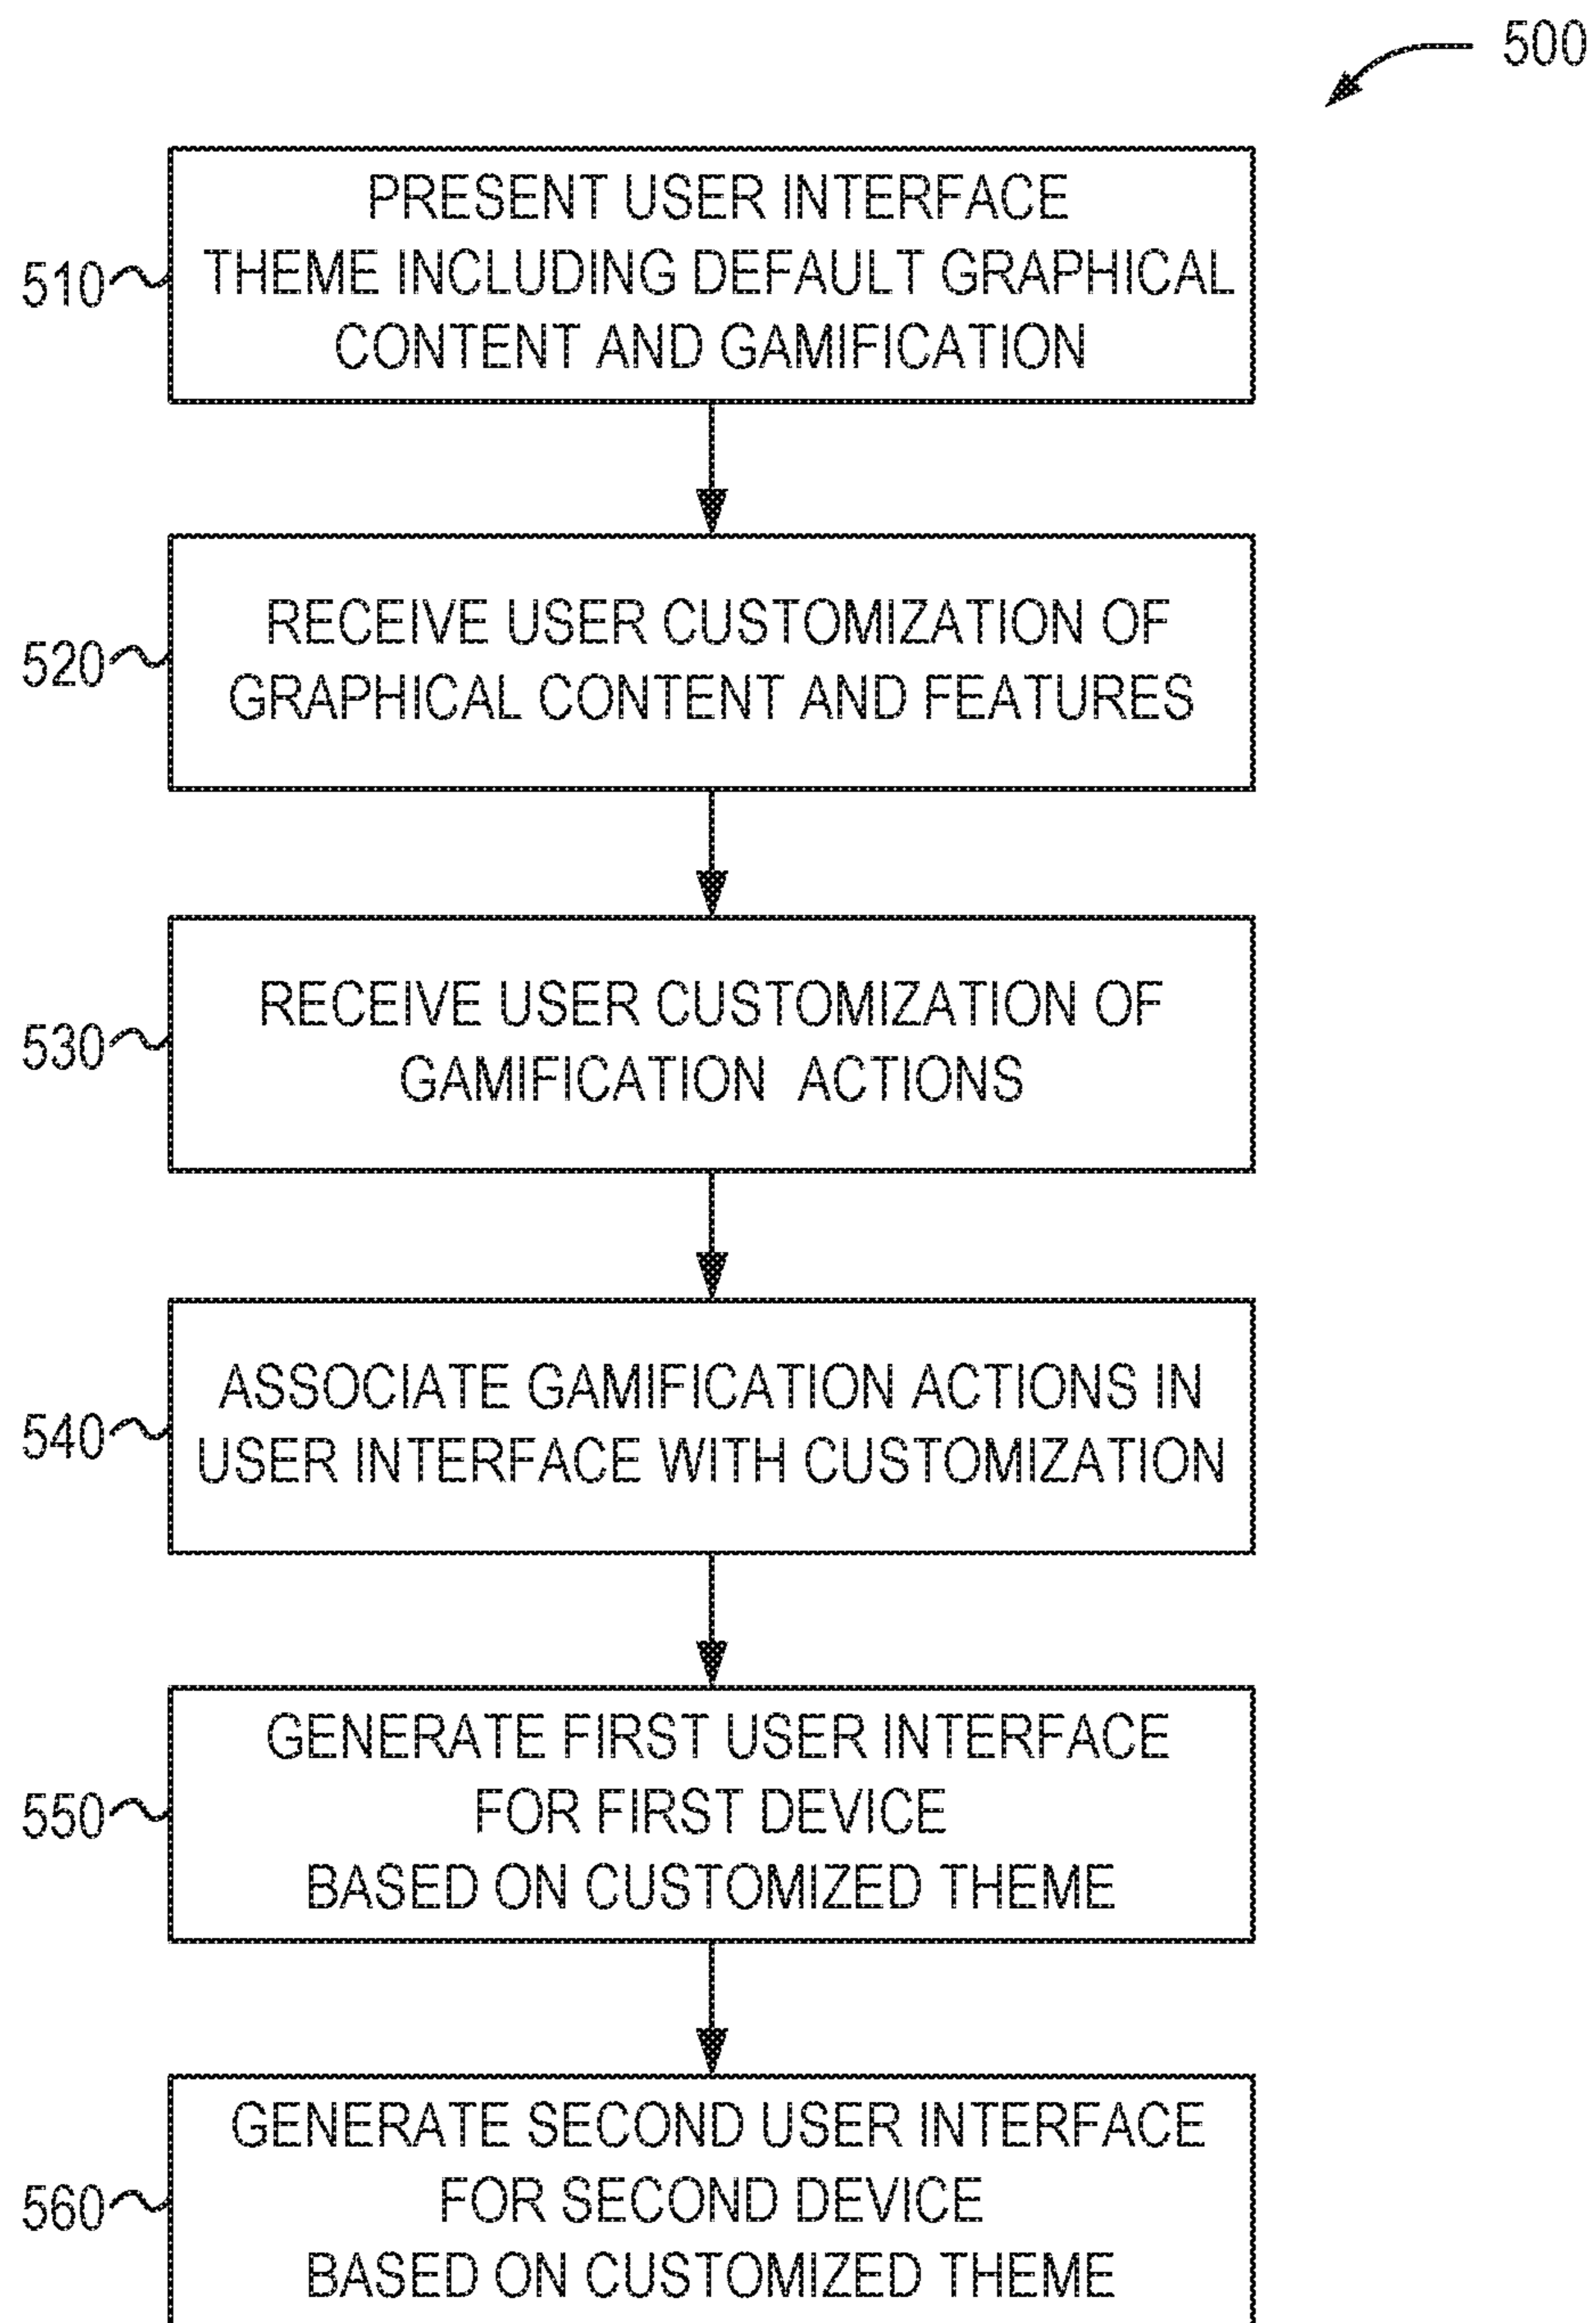 500
PRESENT USER INTERFACE
THEME INCLUDING DEFAULT GRAPHICAL
CONTENT AND GAMIFICATION
510
RECEIVE USER CUSTOMIZATION OF
GRAPHICAL CONTENT AND FEATURES
520
RECEIVE USER CUSTOMIZATION OF
GAMIFICATION ACTIONS
530
ASSOCIATE GAMIFICATION ACTIONS IN
USER INTERFACE WITH CUSTOMIZATION
540
GENERATE FIRST USER INTERFACE
FOR FIRST DEVICE
BASED ON CUSTOMIZED THEME
550
GENERATE SECOND USER INTERFACE
FOR SECOND DEVICE
BASED ON CUSTOMIZED THEME
560